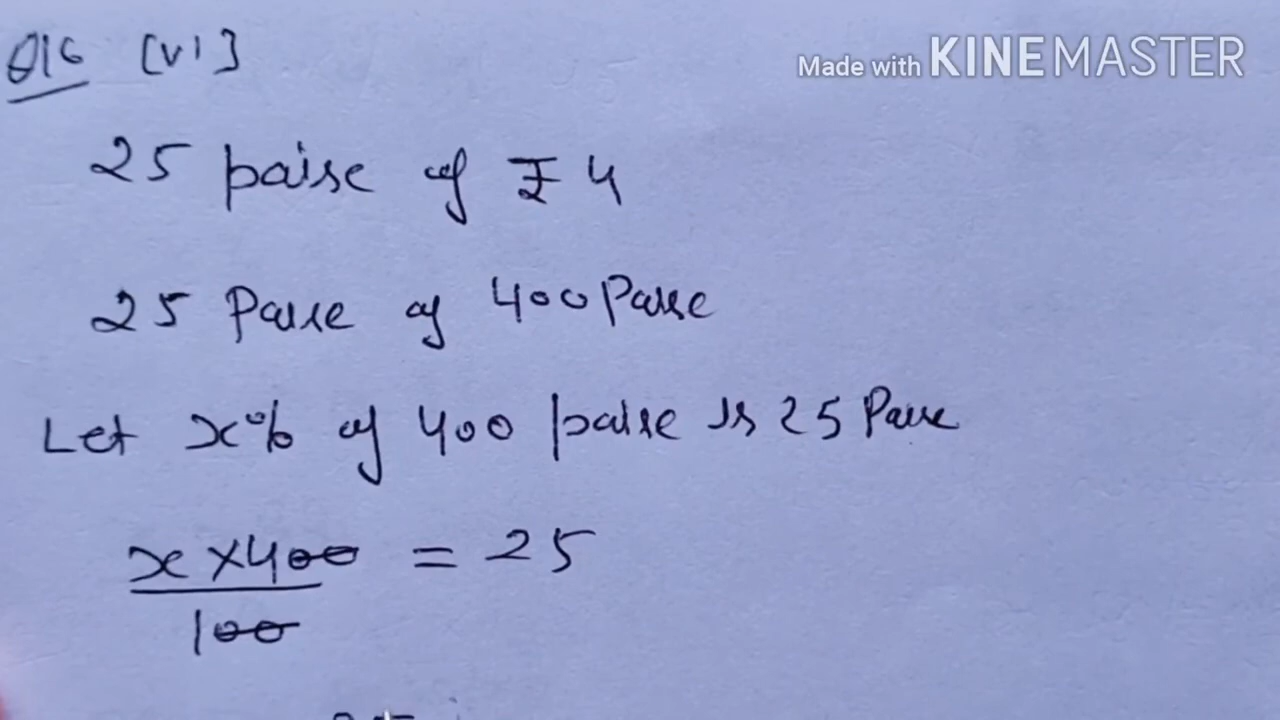 Q16 [vi]
Made with KINEMASTER
25 paise of ₹ 4
25 Paise of 400 Paise
Let x% of 400 paise is 25 Paise
x × 400 = 25
100